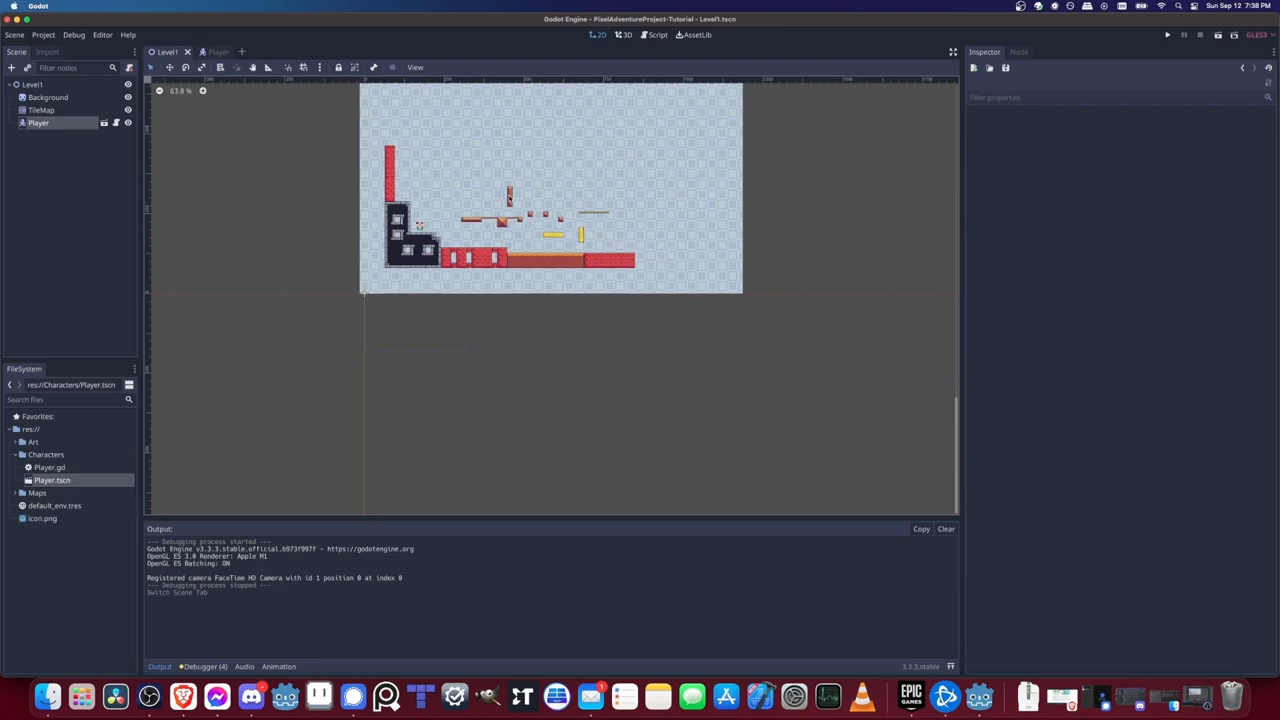 Godot
Sun Sep 12 7:38 PM
Godot Engine - PixelAdventureProject-Tutorial - Level1.tscn
Scene Project Debug Editor Help
2D 3D Script AssetLib
GLES3
Scene Import
Level1 Player
Inspector Node
Filter nodes
View
Level1
Background
TileMap
Player
63.8 %
Filter properties
FileSystem
res://Characters/Player.tscn
Search files
Favorites:
res://
Art
Characters
Player.gd
Player.tscn
Maps
default_env.tres
icon.png
Output:
Copy Clear
--- Debugging process started ---
Godot Engine v3.3.3.stable.official.b973f997f - https://godotengine.org
OpenGL ES 3.0 Renderer: Apple M1
OpenGL ES Batching: ON
Registered camera FaceTime HD Camera with id 1 position 0 at index 0
--- Debugging process stopped ---
Switch Scene Tab
Output Debugger (4) Audio Animation
3.3.3.stable